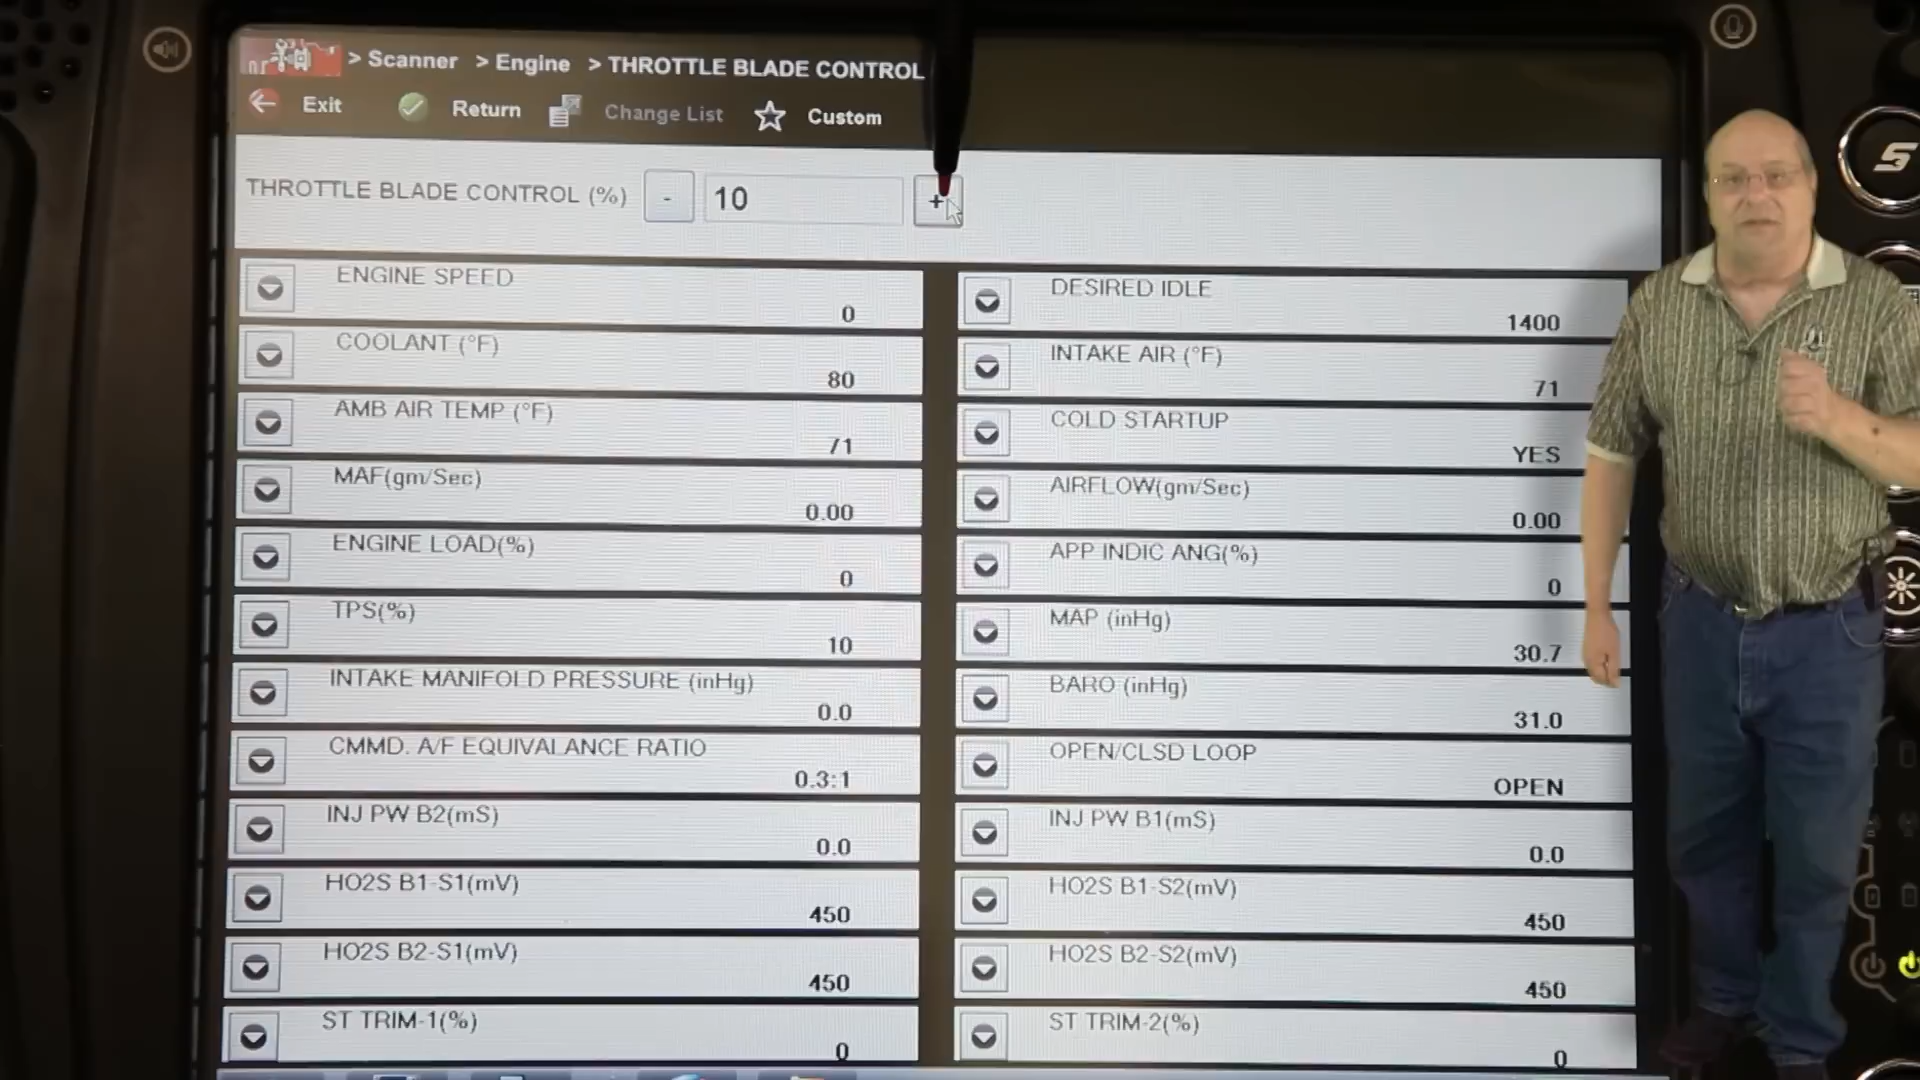 > Scanner > Engine > THROTTLE BLADE CONTROL
Exit Return Change List Custom
THROTTLE BLADE CONTROL (%) - 10 +
ENGINE SPEED 0
DESIRED IDLE 1400
COOLANT (°F) 80
INTAKE AIR (°F) 71
AMB AIR TEMP (°F) 71
COLD STARTUP YES
MAF(gm/Sec) 0.00
AIRFLOW(gm/Sec) 0.00
ENGINE LOAD(%) 0
APP INDIC ANG(%) 0
TPS(%) 10
MAP (inHg) 30.7
INTAKE MANIFOLD PRESSURE (inHg) 0.0
BARO (inHg) 31.0
CMMD. A/F EQUIVALANCE RATIO 0.3:1
OPEN/CLSD LOOP OPEN
INJ PW B2(mS) 0.0
INJ PW B1(mS) 0.0
HO2S B1-S1(mV) 450
HO2S B1-S2(mV) 450
HO2S B2-S1(mV) 450
HO2S B2-S2(mV) 450
ST TRIM-1(%) 0
ST TRIM-2(%) 0
S